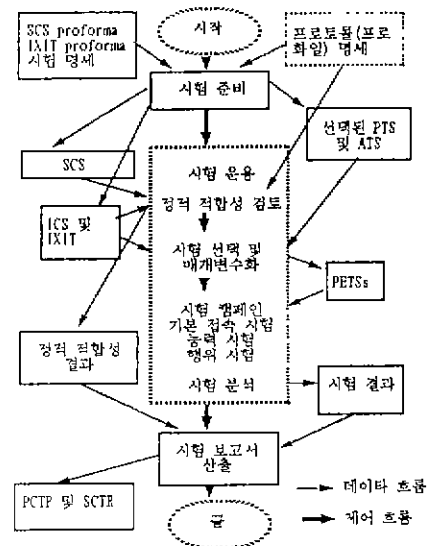 SCS proforma
IXIT proforma
시험 명세
시작
프로토콜(프로
화일) 명세
시험 준비
선택된 PTS
및 ATS
SCS
시험 운용
정적 적합성 검토
ICS 및
IXIT
시험 선택 및
매개변수화
PETSs
시험 캠페인
기본 접속 시험
능력 시험
행위 시험
정적 적합성
결과
시험 분석
시험 결과
시험 보고서
산출
PCTP 및 SCTR
끝
데이타 흐름
제어 흐름